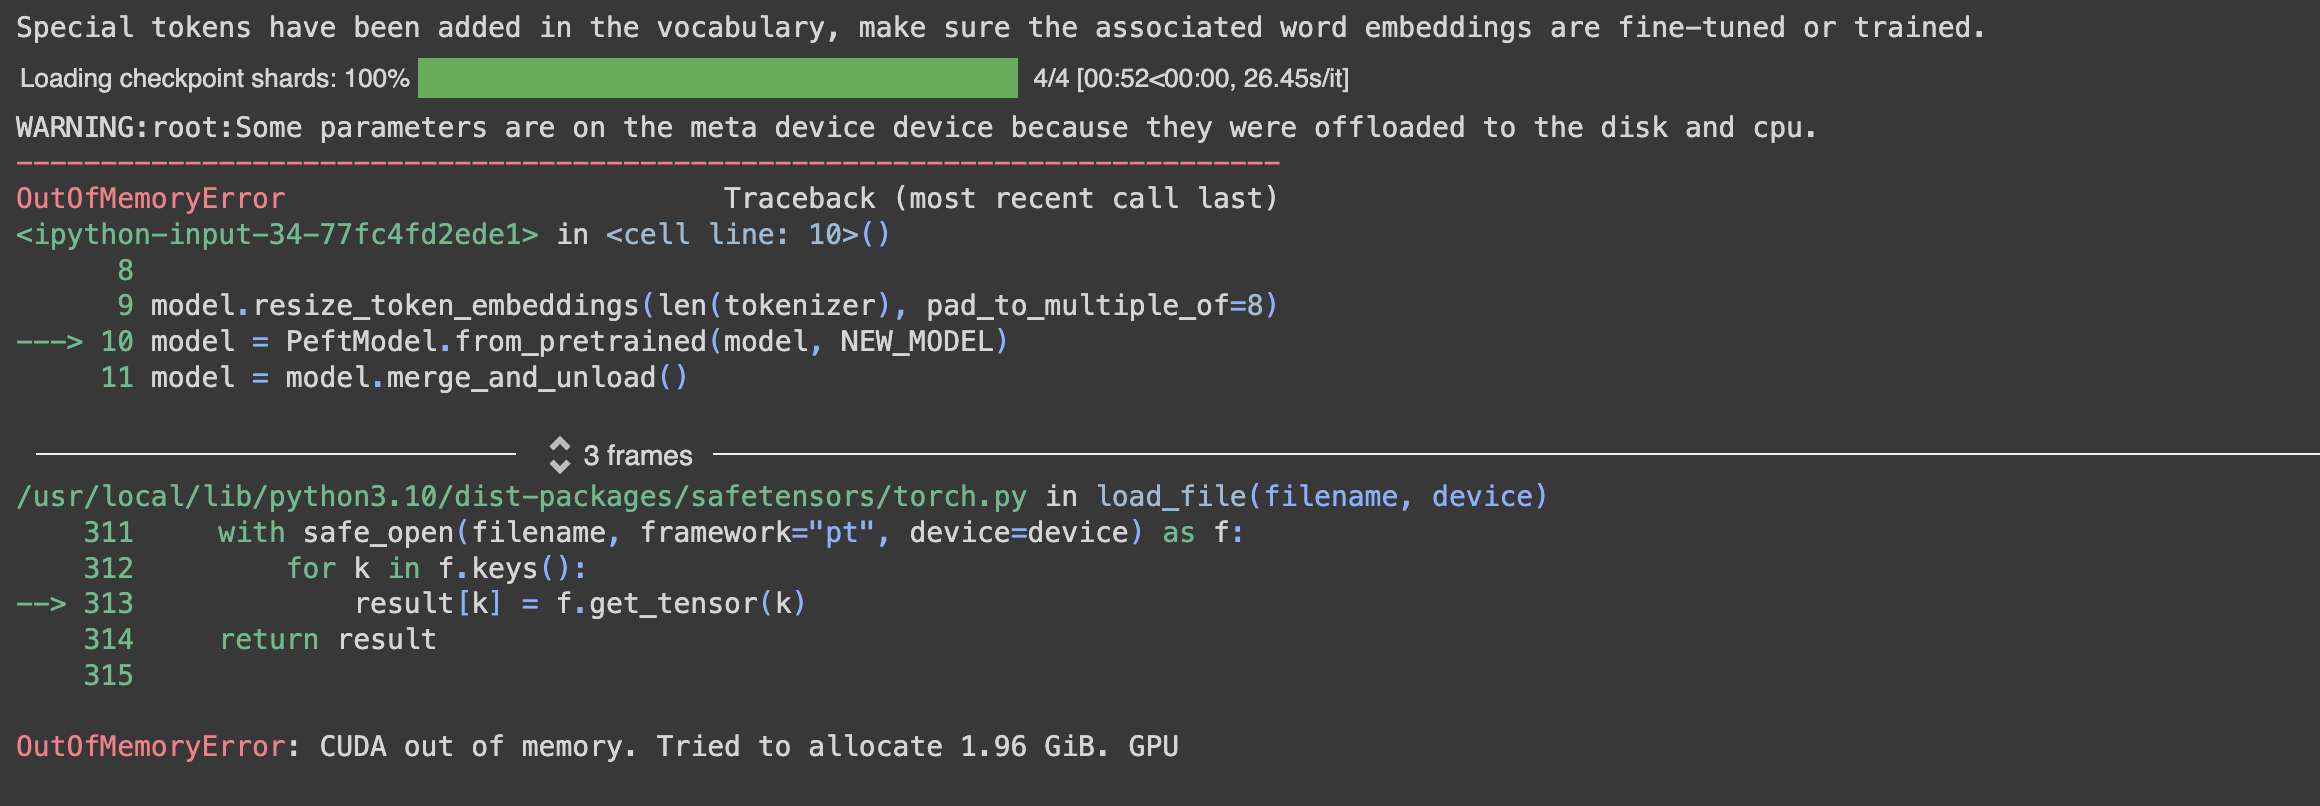 Special tokens have been added in the vocabulary, make sure the associated word embeddings are fine-tuned or trained.
Loading checkpoint shards: 100% 4/4 [00:52<00:00, 26.45s/it]
WARNING:root:Some parameters are on the meta device device because they were offloaded to the disk and cpu.
---------------------------------------------------------------------------
OutOfMemoryError                          Traceback (most recent call last)
<ipython-input-34-77fc4fd2ede1> in <cell line: 10>()
      8
      9 model.resize_token_embeddings(len(tokenizer), pad_to_multiple_of=8)
---> 10 model = PeftModel.from_pretrained(model, NEW_MODEL)
     11 model = model.merge_and_unload()
3 frames
/usr/local/lib/python3.10/dist-packages/safetensors/torch.py in load_file(filename, device)
    311     with safe_open(filename, framework="pt", device=device) as f:
    312         for k in f.keys():
--> 313             result[k] = f.get_tensor(k)
    314     return result
    315
OutOfMemoryError: CUDA out of memory. Tried to allocate 1.96 GiB. GPU